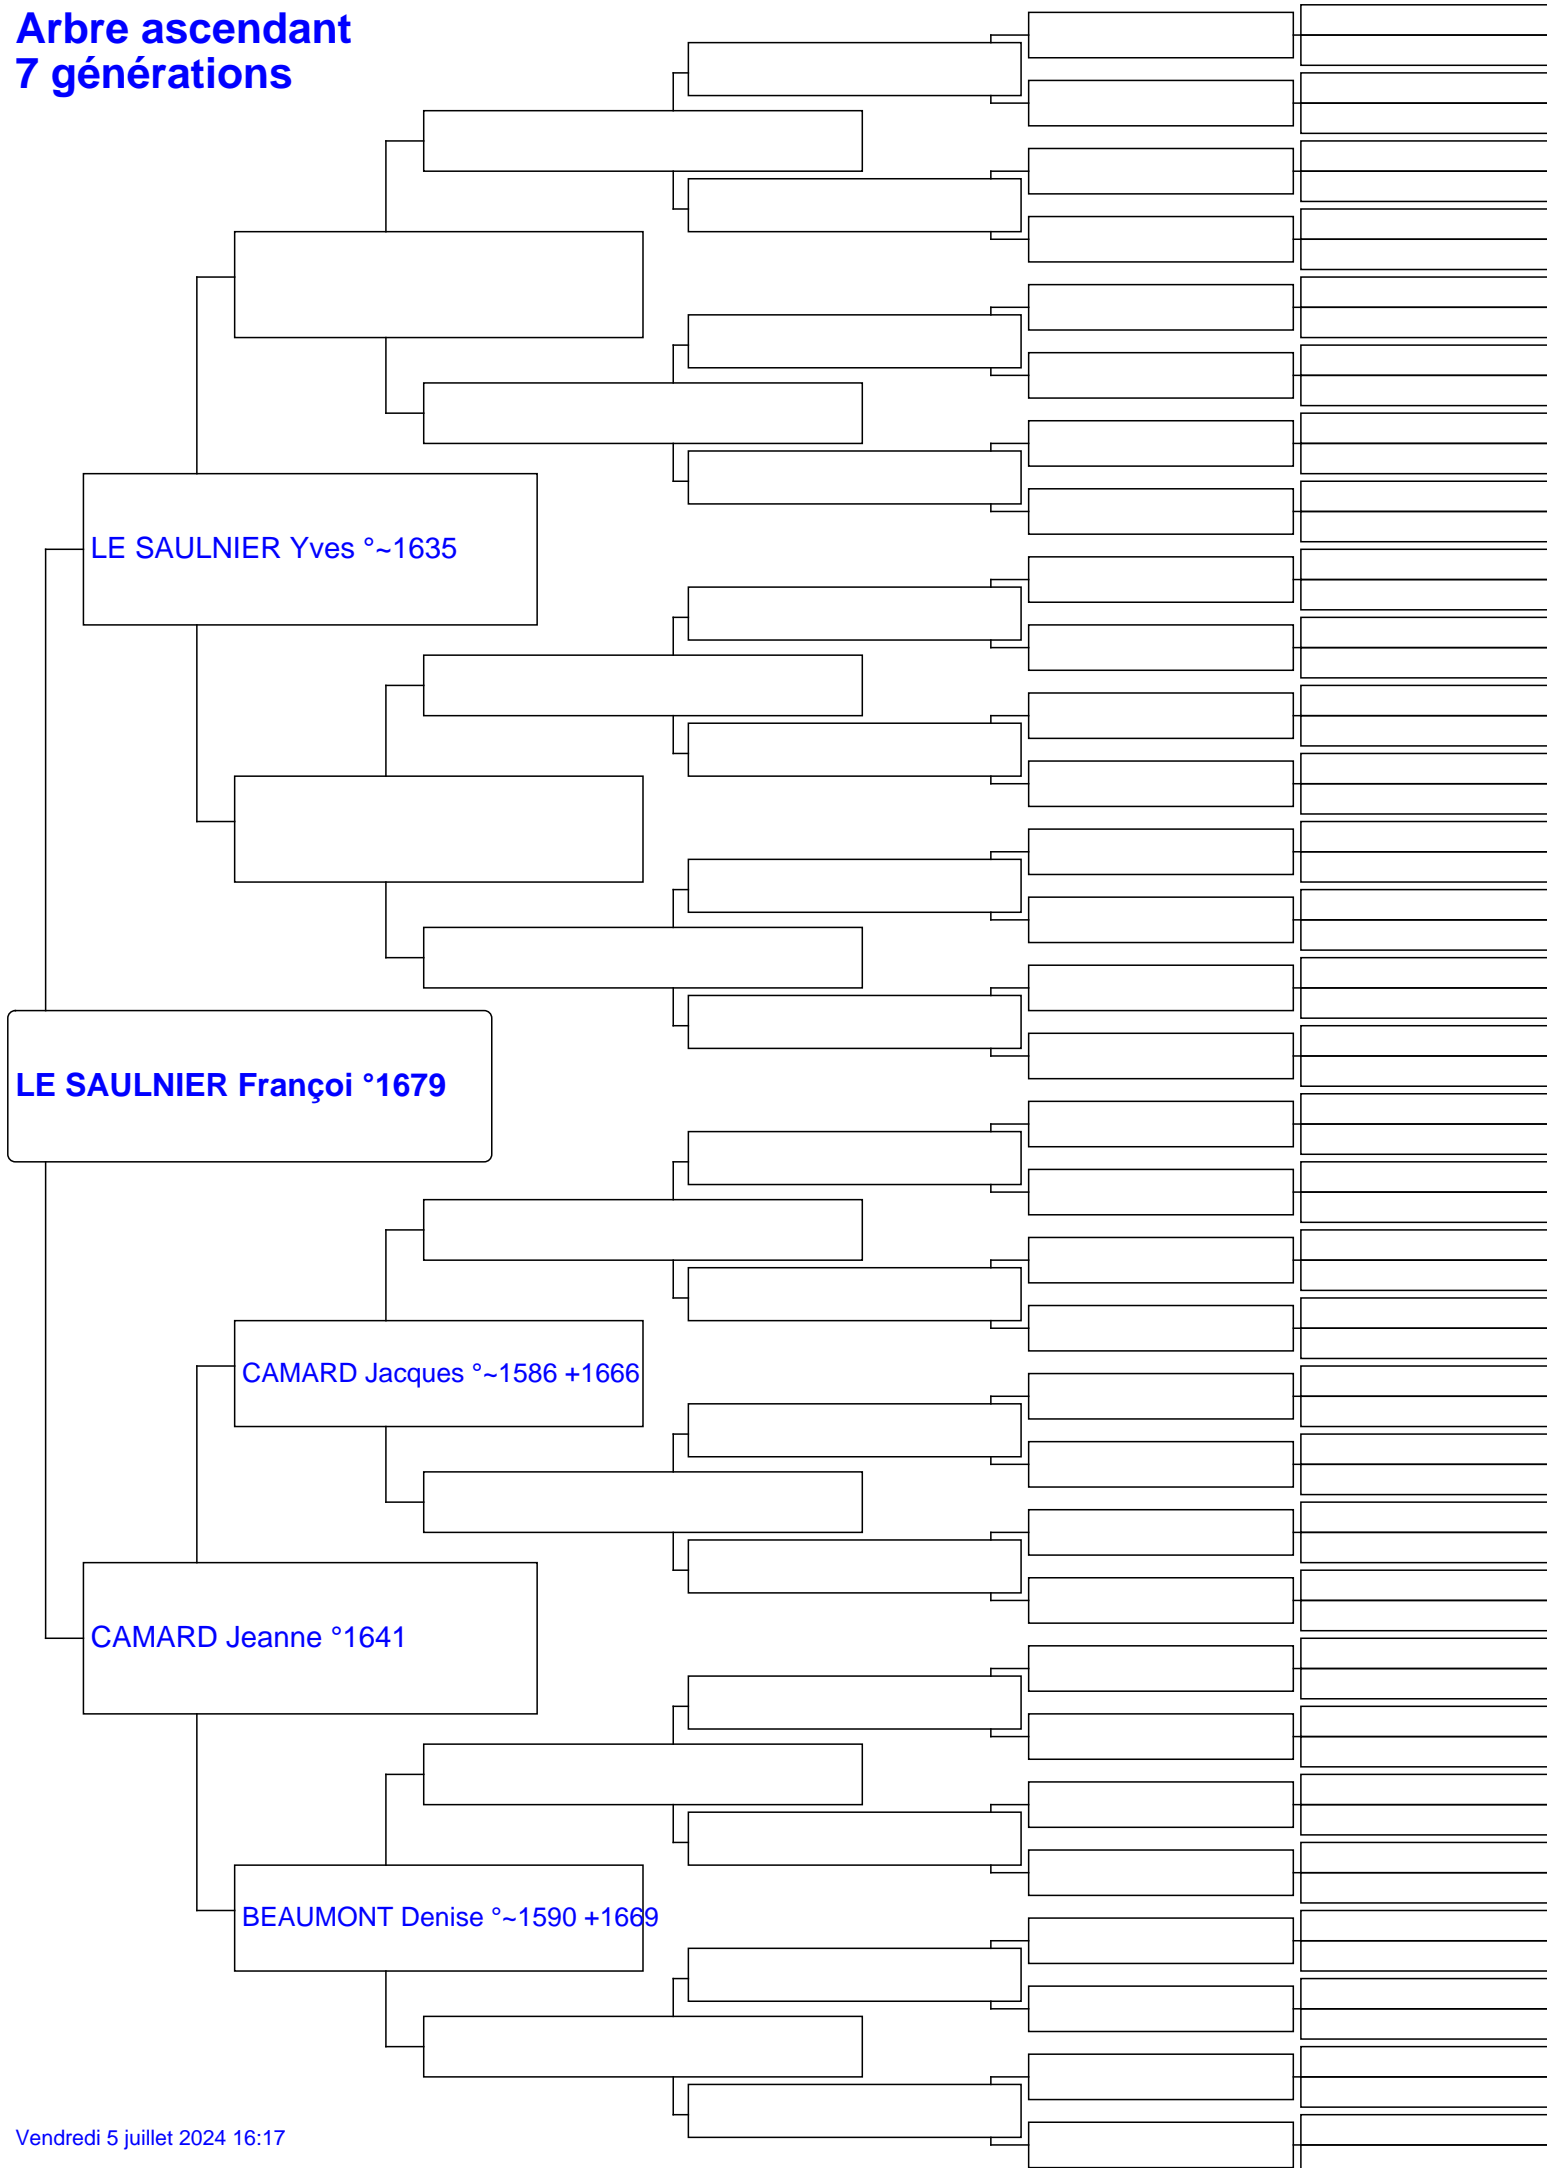 Arbre ascendant
7 générations
LE SAULNIER Yves °~1635
LE SAULNIER Françoi °1679
CAMARD Jacques °~1586 +1666
CAMARD Jeanne °1641
BEAUMONT Denise °~1590 +1669
Vendredi 5 juillet 2024 16:17